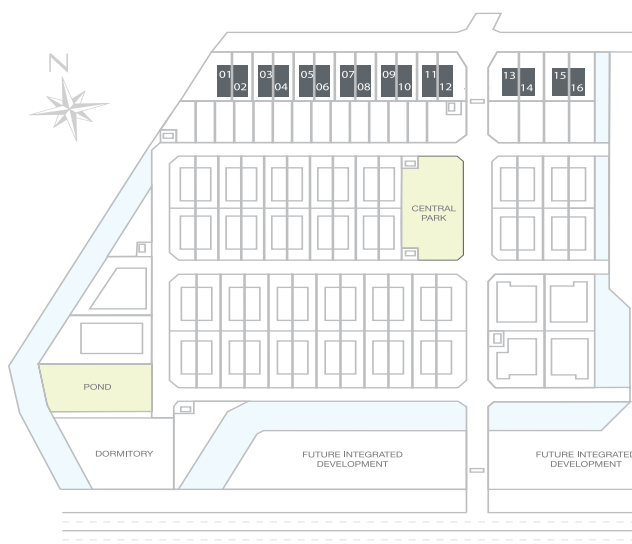 N
01 03 05 07 09 11 13 15
02 04 06 08 10 12 14 16
CENTRAL
PARK
POND
DORMITORY
FUTURE INTEGRATED
DEVELOPMENT
FUTURE INTEGRATED
DEVELOPMENT